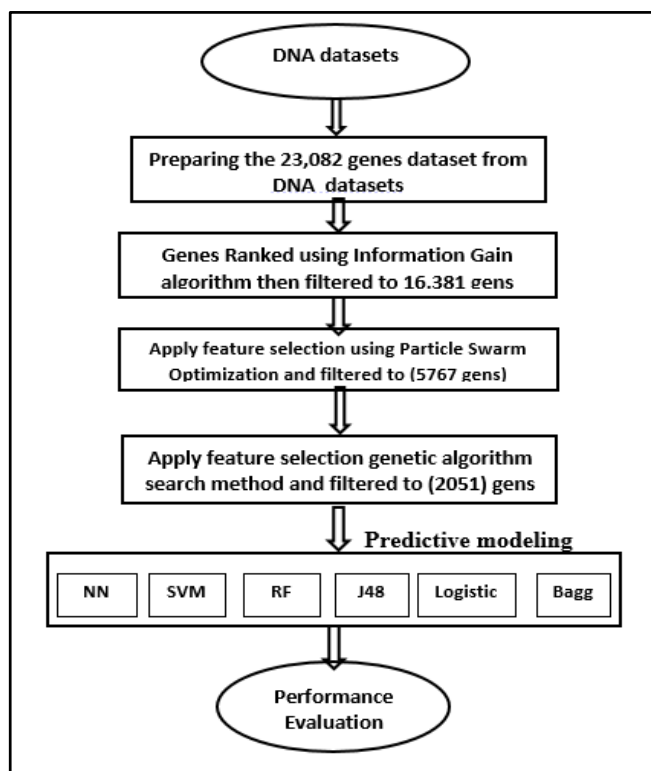 DNA datasets
Preparing the 23,082 genes dataset from
DNA datasets
Genes Ranked using Information Gain
algorithm then filtered to 16.381 gens
Apply feature selection using Particle Swarm
Optimization and filtered to (5767 gens)
Apply feature selection genetic algorithm
search method and filtered to (2051) gens
Predictive modeling
NN SVM RF J48 Logistic Bagg
Performance
Evaluation